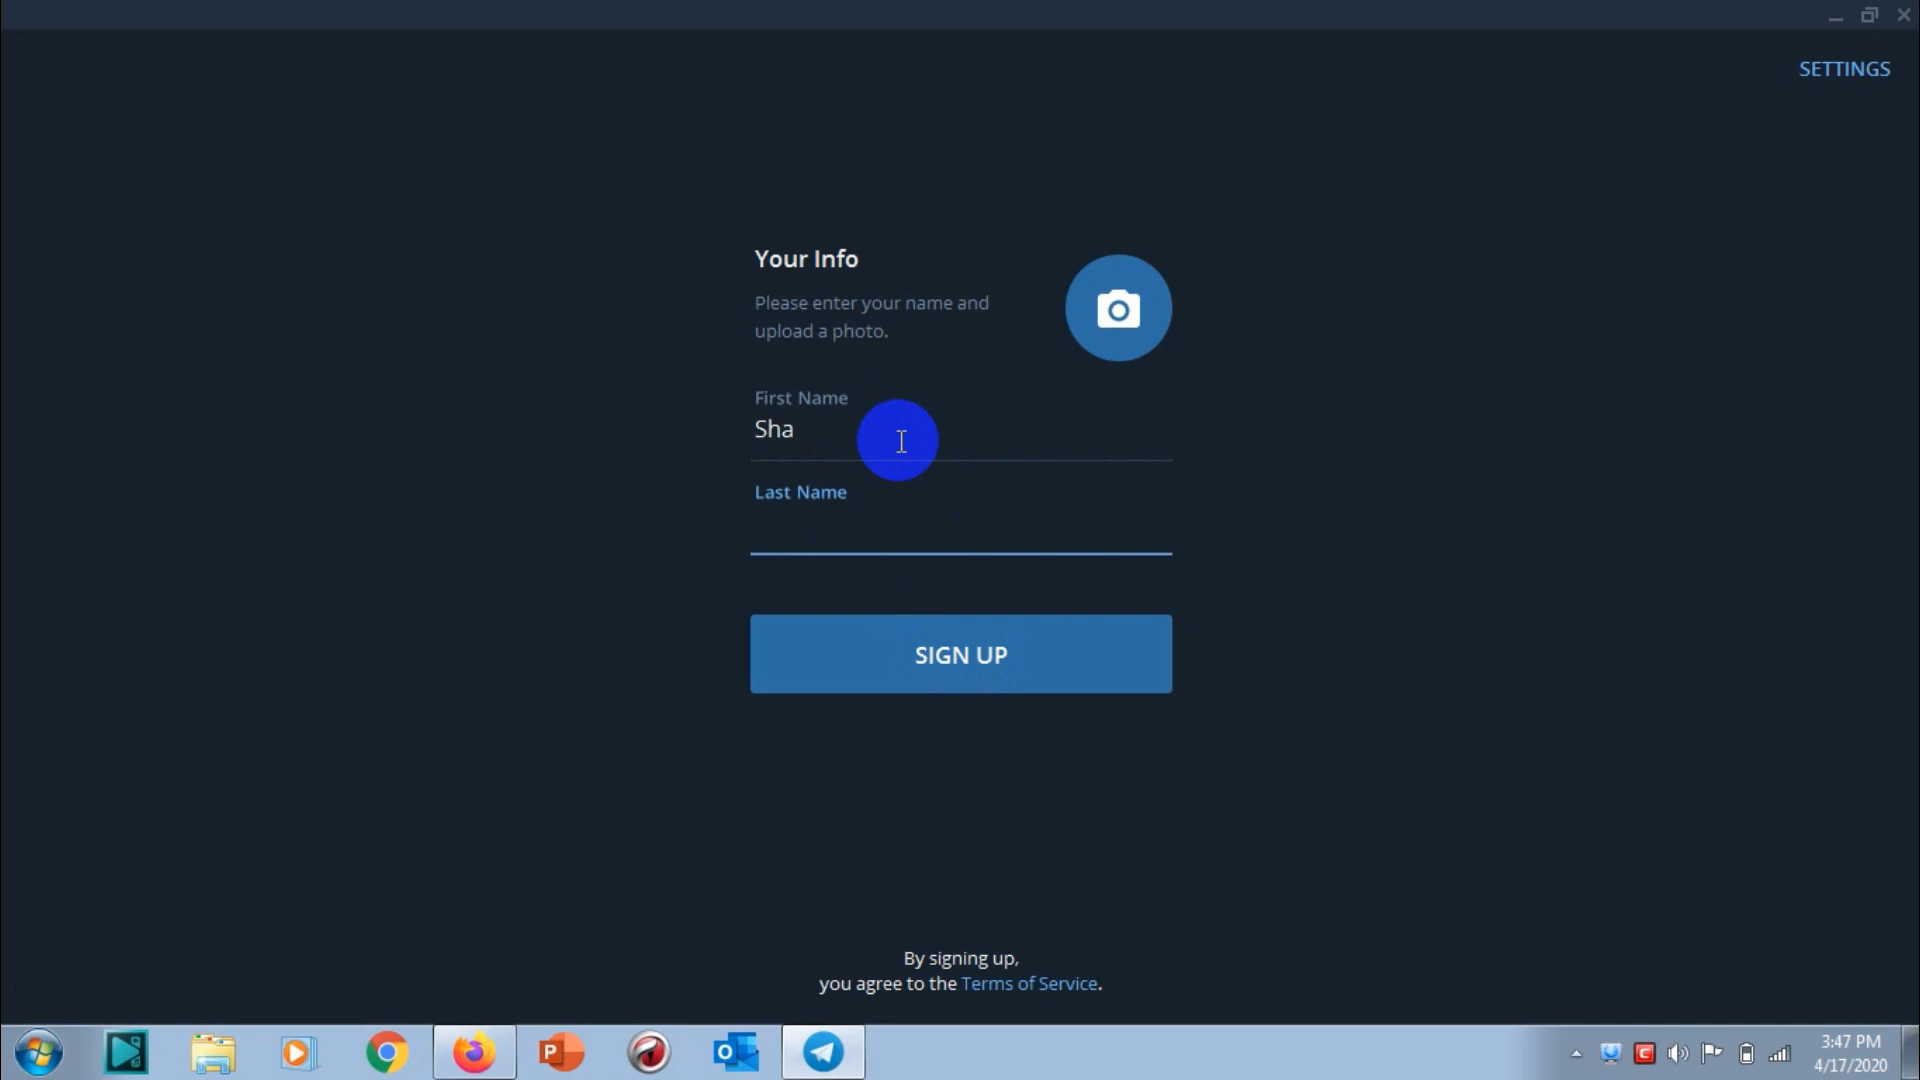 SETTINGS
Your Info
Please enter your name and
upload a photo.
First Name
Sha
Last Name
SIGN UP
By signing up,
you agree to the Terms of Service.
3:47 PM
4/17/2020